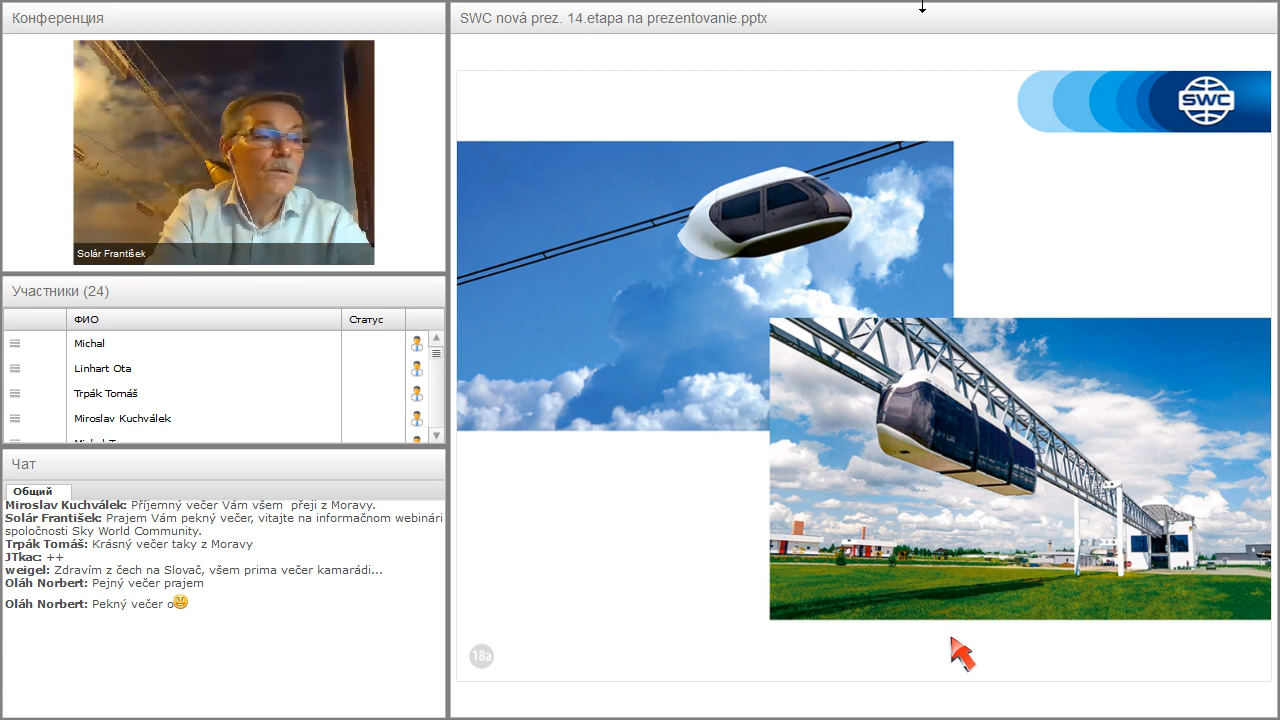 Конференция
Solár František
Участники (24)
ФИО
Статус
Michal
Linhart Ota
Trpák Tomáš
Miroslav Kuchválek
Чат
Общий
Miroslav Kuchválek: Příjemný večer Vám všem přeji z Moravy.
Solár František: Prajem Vám pekný večer, vitajte na informačnom webinári
spoločnosti Sky World Community.
Trpák Tomáš: Krásný večer taky z Moravy
JTkac: ++
weigel: Zdravím z Čech na Slovač, všem prima večer kamarádi...
Oláh Norbert: Pejný večer prajem
Oláh Norbert: Pekný večer o
SWC nová prez. 14.etapa na prezentovanie.pptx
SWC
18a